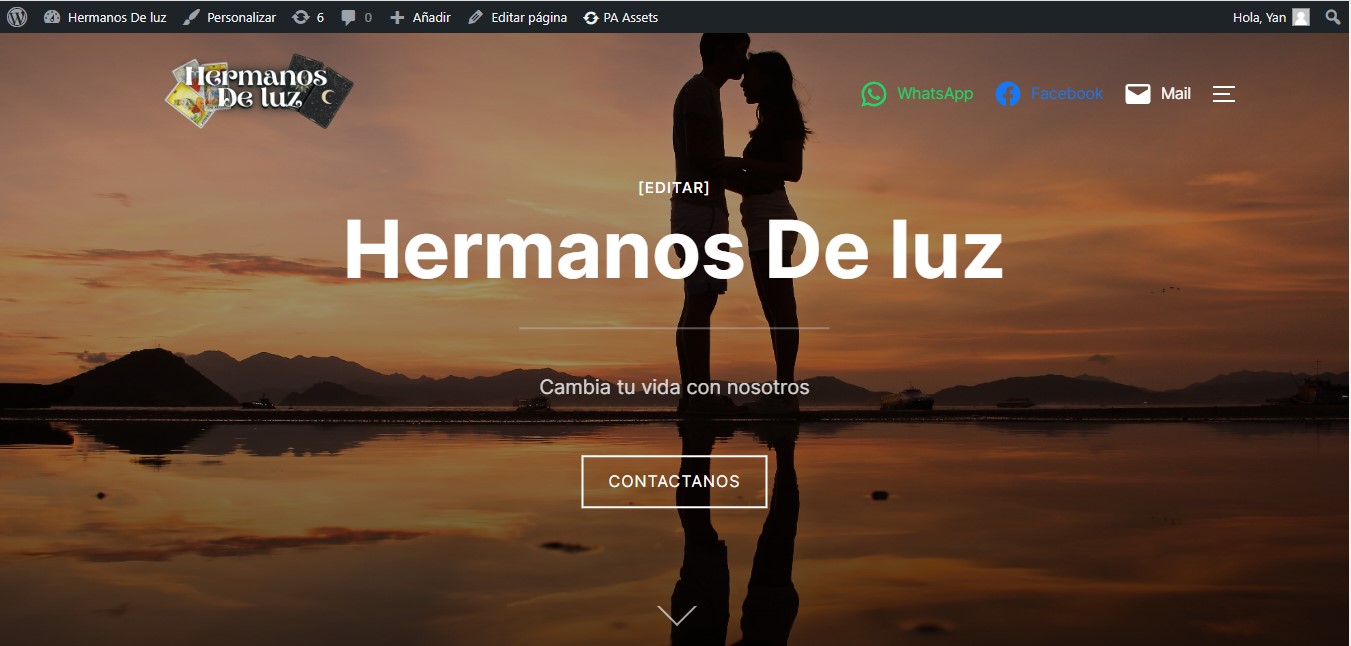 Hermanos De luz Personalizar 6 0 Añadir Editar página PA Assets Hola, Yan
Hermanos
De luz
WhatsApp Facebook Mail
[EDITAR]
Hermanos De luz
Cambia tu vida con nosotros
CONTACTANOS